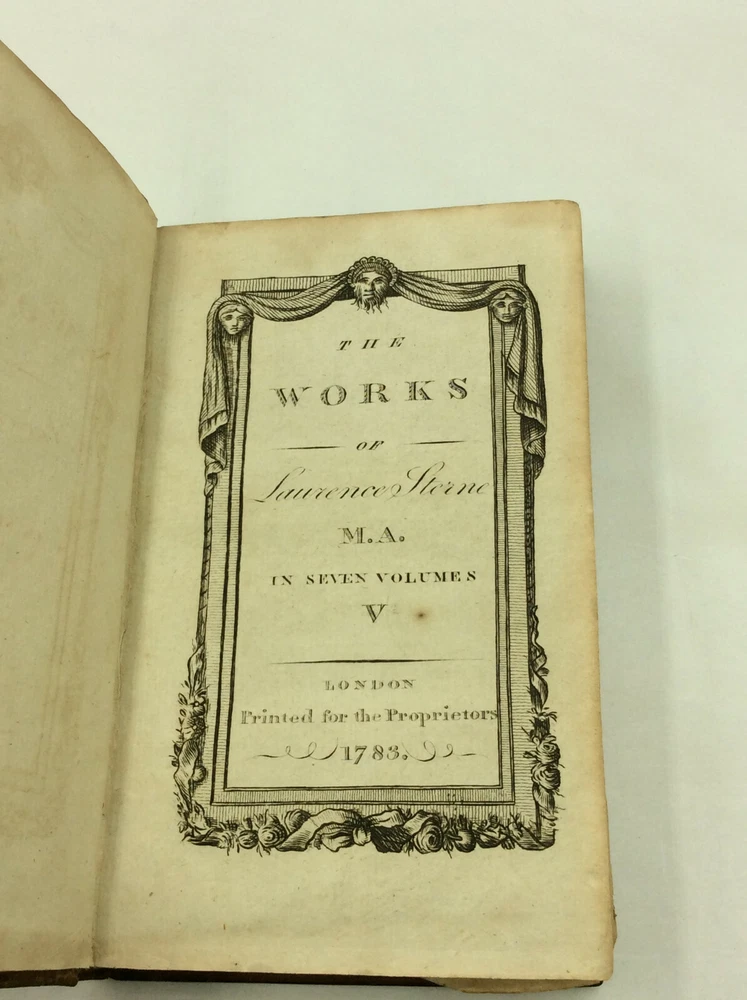 THE
WORKS
OF
Laurence Sterne
M.A.
IN SEVEN VOLUMES
V
LONDON
Printed for the Proprietors
1783.